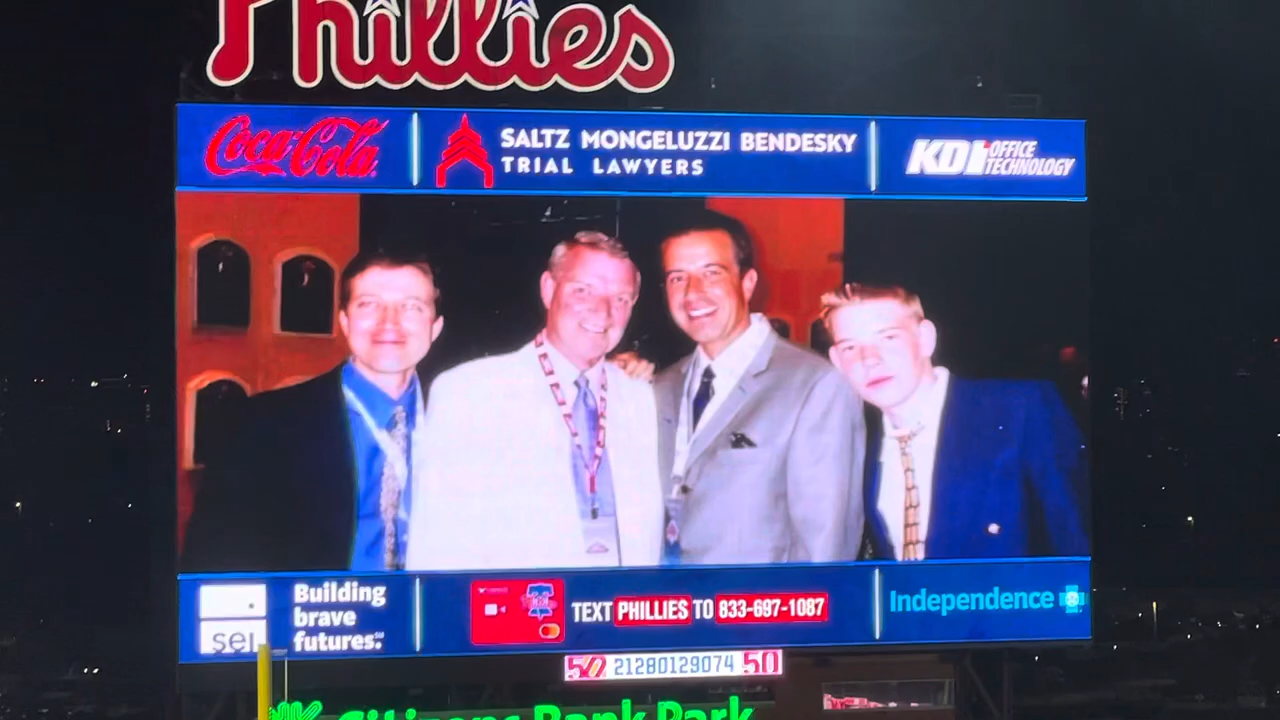 Phillies
Coca-Cola
SALTZ MONGELUZZI BENDESKY
TRIAL LAWYERS
KDI OFFICE
TECHNOLOGY
sei
Building
brave
futures.℠
TEXT PHILLIES TO 833-697-1087
Independence
50 21280129074 50
Citizens Bank Park